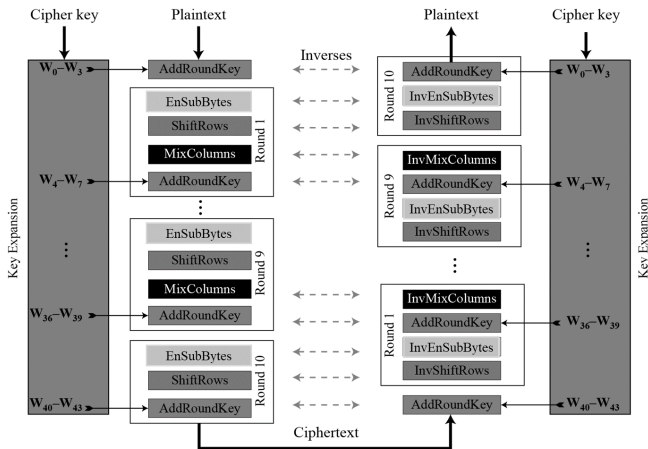 Cipher key Plaintext Plaintext Cipher key
Inverses
W0–W3 AddRoundKey AddRoundKey W0–W3
EnSubBytes InvEnSubBytes
ShiftRows InvShiftRows
Round 1 Round 10
MixColumns InvMixColumns
W4–W7 AddRoundKey AddRoundKey W4–W7
... InvEnSubBytes
EnSubBytes InvShiftRows
Round 9 Round 9
Key Expansion ⋮ ShiftRows ... ⋮ Key Expansion
MixColumns InvMixColumns
W36–W39 AddRoundKey AddRoundKey W36–W39
EnSubBytes InvEnSubBytes
ShiftRows InvShiftRows
Round 10 Round 1
W40–W43 AddRoundKey AddRoundKey W40–W43
Ciphertext